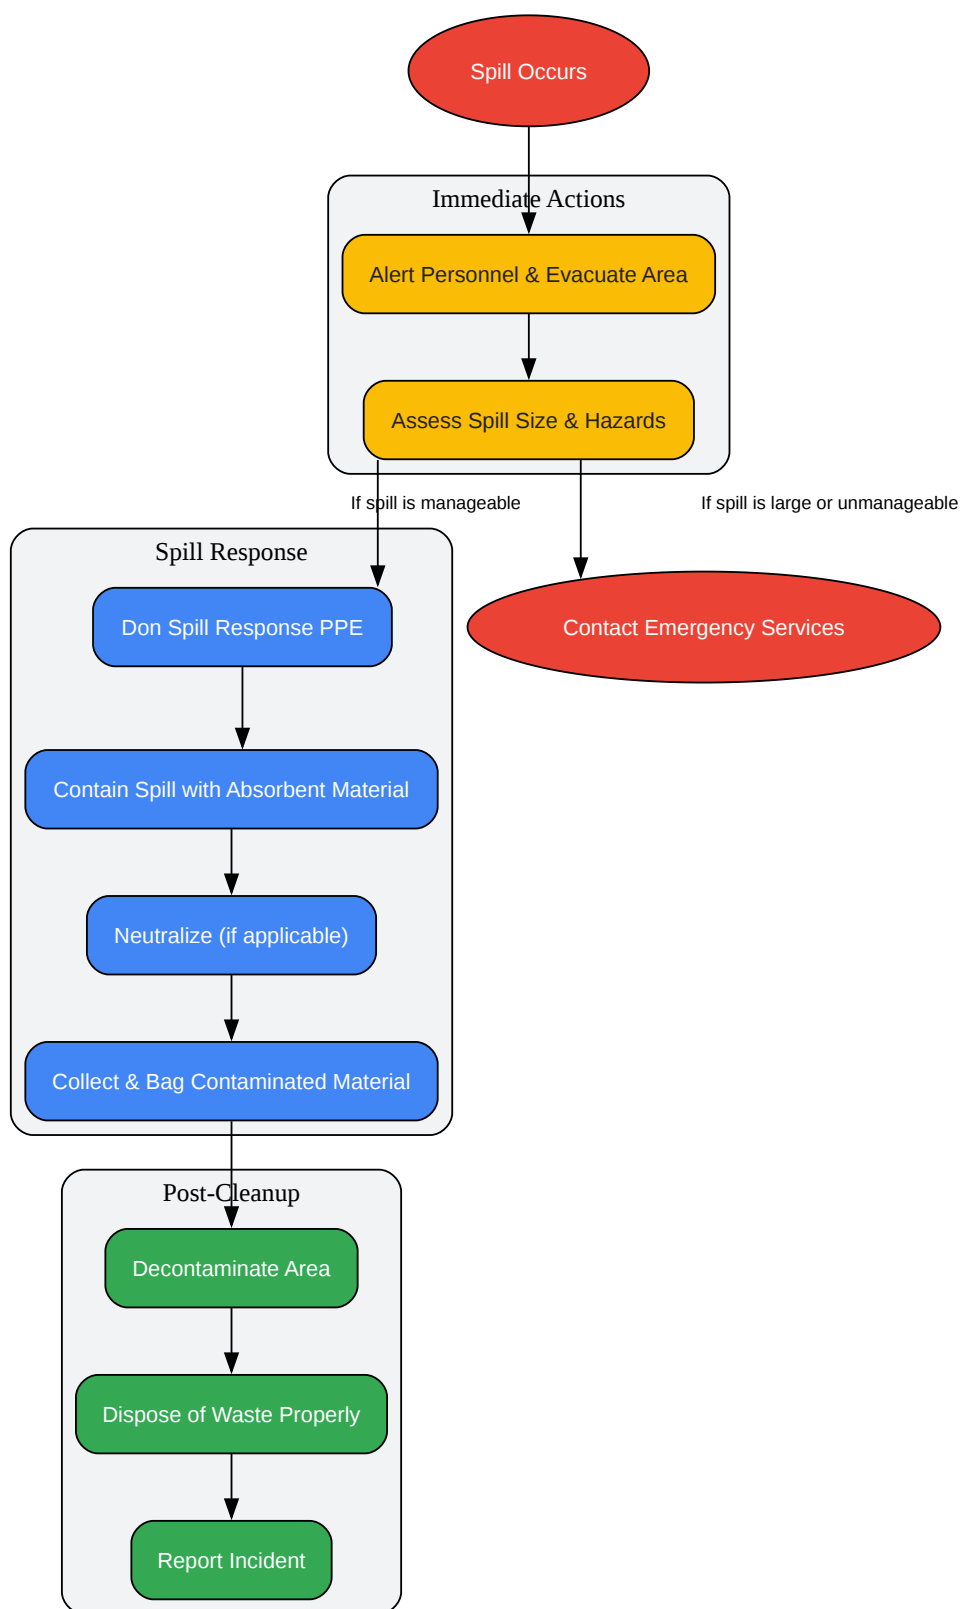 Spill Occurs
Immediate Actions
Alert Personnel & Evacuate Area
Assess Spill Size & Hazards
If spill is manageable
If spill is large or unmanageable
Spill Response
Don Spill Response PPE
Contact Emergency Services
Contain Spill with Absorbent Material
Neutralize (if applicable)
Collect & Bag Contaminated Material
Post-Cleanup
Decontaminate Area
Dispose of Waste Properly
Report Incident